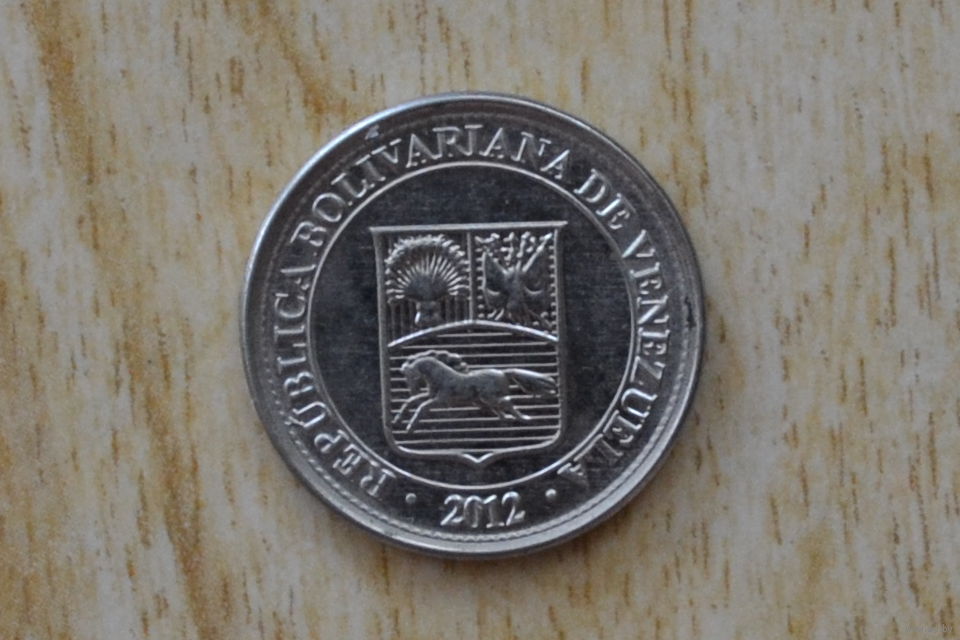 REPÚBLICA BOLIVARIANA DE VENEZUELA
• 2012 •